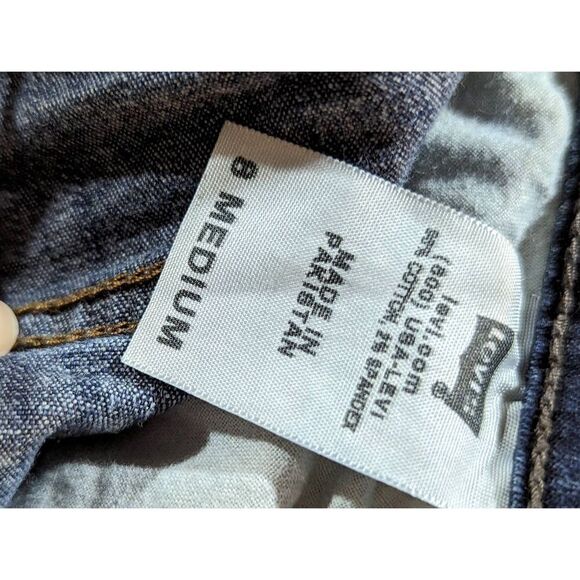 Levi's
®
levi.com
(800) USA-LEVI
98% COTTON, 2% SPANDEX
MADE IN
PAKISTAN
8 MEDIUM